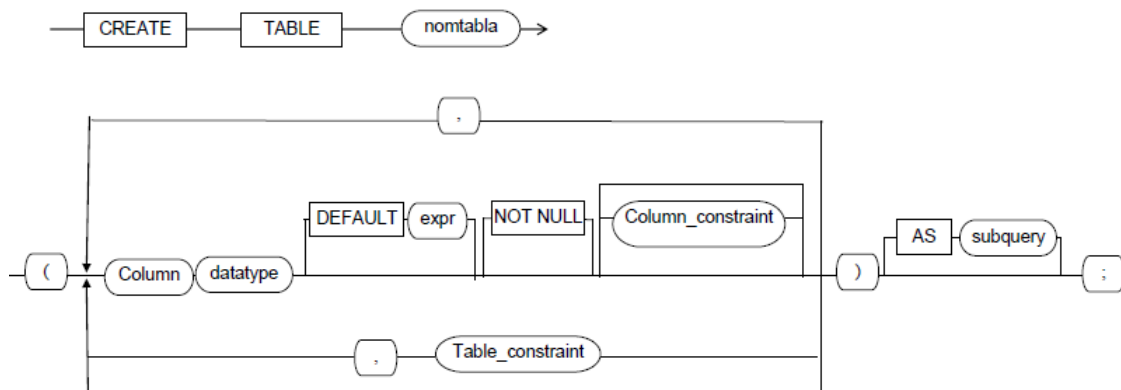 CREATE TABLE nomtabla
,
DEFAULT expr NOT NULL Column_constraint AS subquery
( Column datatype ) ;
, Table_constraint